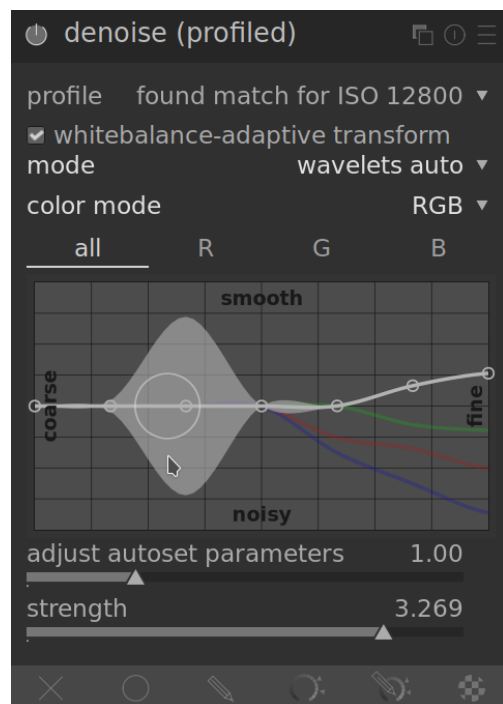 denoise (profiled)
profile found match for ISO 12800
whitebalance-adaptive transform
mode wavelets auto
color mode RGB
all R G B
smooth
coarse
fine
noisy
adjust autoset parameters 1.00
strength 3.269